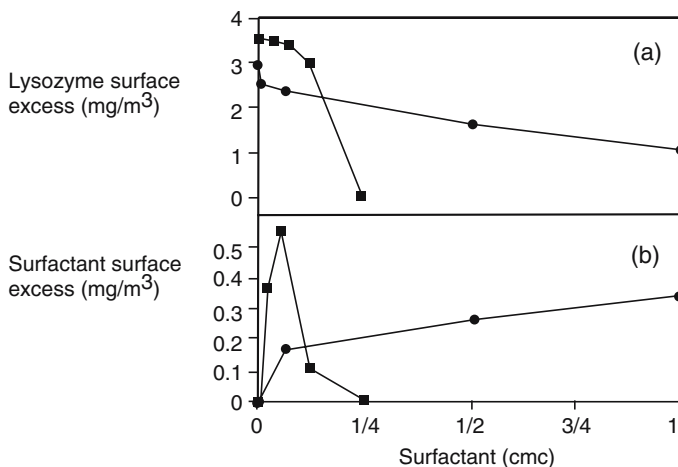 4
(a)
Lysozyme surface
excess (mg/m³)
3
2
1
0
0.5
(b)
Surfactant surface
excess (mg/m³)
0.4
0.3
0.2
0.1
0
0 1/4 1/2 3/4 1
Surfactant (cmc)